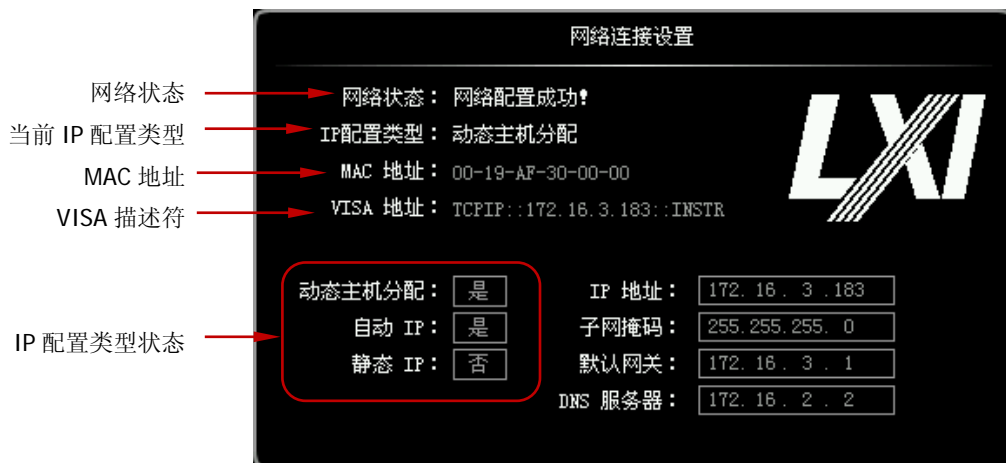 网络连接设置
网络状态
网络状态： 网络配置成功！
当前 IP 配置类型
IP配置类型： 动态主机分配
MAC 地址
MAC 地址： 00-19-AF-30-00-00
VISA 描述符
VISA 地址： TCPIP::172.16.3.183::INSTR
LXI
IP 配置类型状态
动态主机分配： 是
自动 IP： 是
静态 IP： 否
IP 地址： 172. 16 . 3 .183
子网掩码： 255.255.255. 0
默认网关： 172. 16 . 3 . 1
DNS 服务器： 172. 16 . 2 . 2